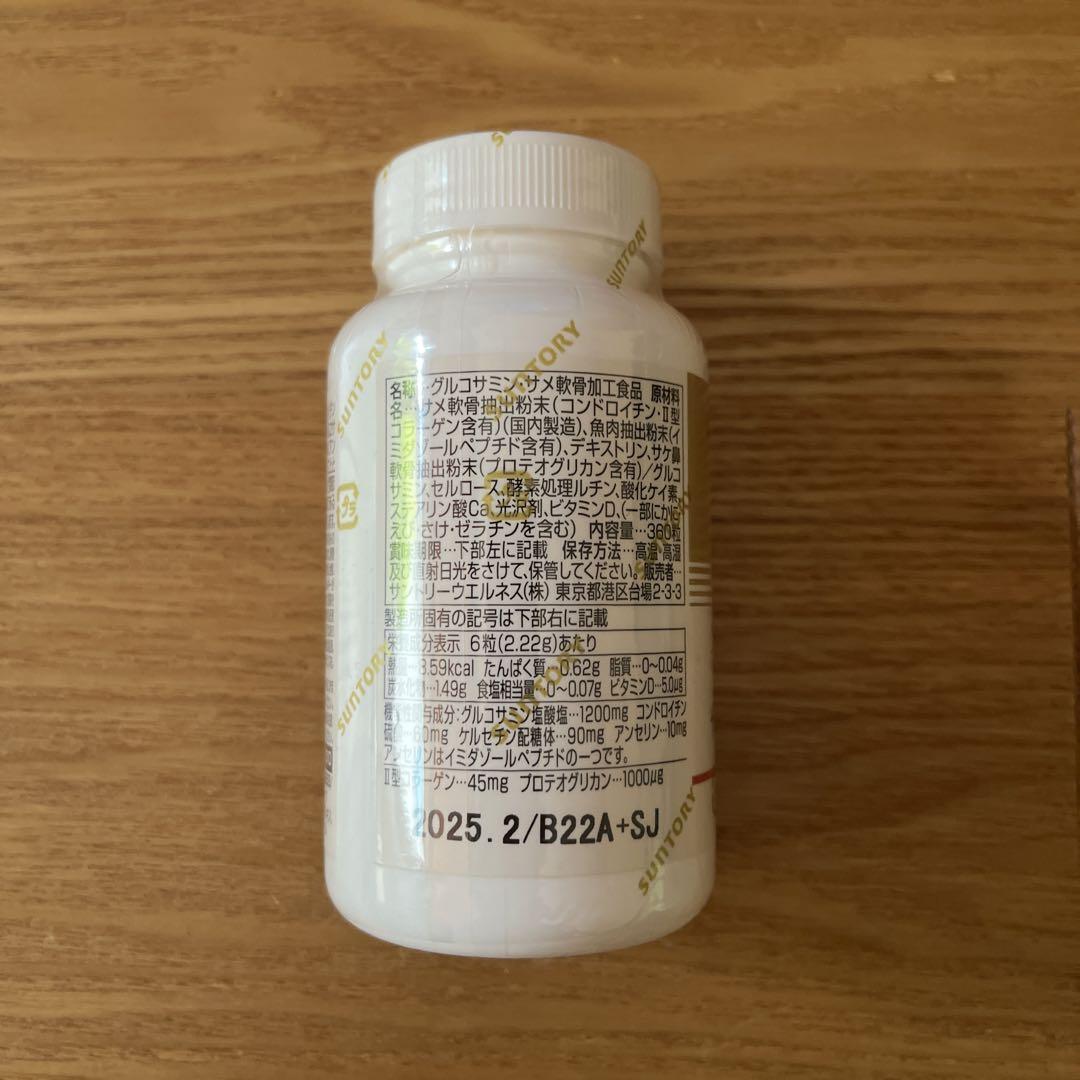 SUNTORY
SUNTORY
SUNTORY
名称…グルコサミン、サメ軟骨加工食品 原材料
名…サメ軟骨抽出粉末(コンドロイチン・Ⅱ型
コラーゲン含有)(国内製造)、魚肉抽出粉末(イ
ミダゾールペプチド含有)、デキストリン、サケ鼻
軟骨抽出粉末(プロテオグリカン含有)/グルコ
サミン、セルロース、酵素処理ルチン、酸化ケイ素、
ステアリン酸Ca、光沢剤、ビタミンD、(一部にかに・
えび・さけ・ゼラチンを含む) 内容量…360粒
賞味期限…下部左に記載 保存方法…高温・高湿
及び直射日光をさけて、保管してください。 販売者…
サントリーウエルネス(株) 東京都港区台場2-3-3
製造所固有の記号は下部右に記載
栄養成分表示 6粒(2.22g)あたり
熱量…8.59kcal たんぱく質…0.62g 脂質…0~0.04g
炭水化物…1.49g 食塩相当量…0~0.07g ビタミンD…5.0μg
機能性関与成分:グルコサミン塩酸塩…1200mg コンドロイチン
硫酸…60mg ケルセチン配糖体…90mg アンセリン…10mg
アンセリンはイミダゾールペプチドの一つです。
Ⅱ型コラーゲン…45mg プロテオグリカン…1000μg
2025.2/B22A+SJ
プラ
SUNTORY
SUNTORY
SUNTORY